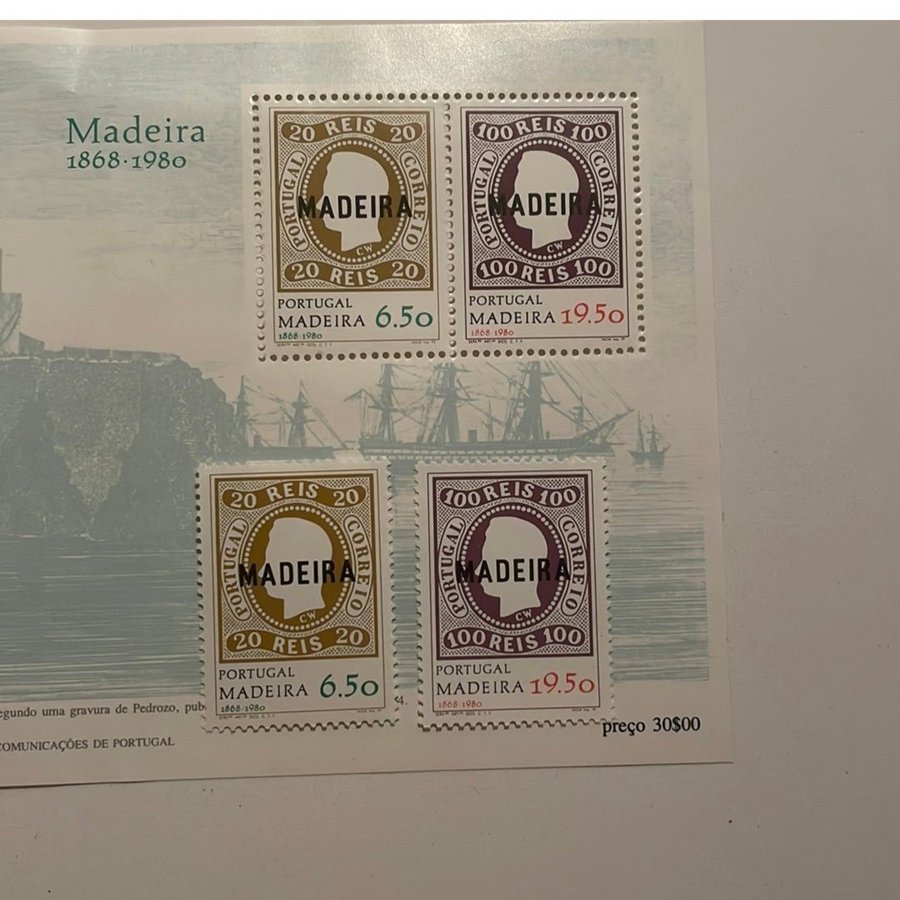 Madeira
1868·1980
20 REIS 20
PORTUGAL
CORREIO
MADEIRA
CW
20 REIS 20
PORTUGAL
MADEIRA 6.50
1868·1980
100 REIS 100
PORTUGAL
CORREIO
MADEIRA
CW
100 REIS 100
PORTUGAL
MADEIRA 19.50
1868·1980
20 REIS 20
PORTUGAL
CORREIO
MADEIRA
CW
20 REIS 20
PORTUGAL
MADEIRA 6.50
1868·1980
100 REIS 100
PORTUGAL
CORREIO
MADEIRA
CW
100 REIS 100
PORTUGAL
MADEIRA 19.50
1868·1980
uma gravura de Pedrozo,
4.
preço 30$00
COMUNICAÇÕES DE PORTUGAL